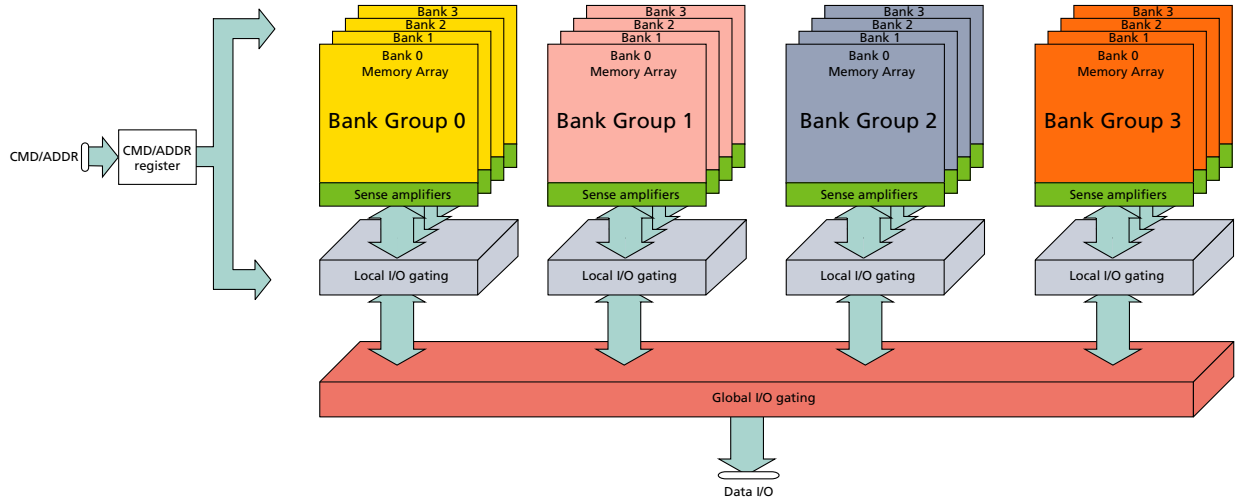 Bank 3
Bank 2
Bank 1
Bank 0
Memory Array
Bank Group 0
Sense amplifiers
Local I/O gating
Bank 3
Bank 2
Bank 1
Bank 0
Memory Array
Bank Group 1
Sense amplifiers
Local I/O gating
Bank 3
Bank 2
Bank 1
Bank 0
Memory Array
Bank Group 2
Sense amplifiers
Local I/O gating
Bank 3
Bank 2
Bank 1
Bank 0
Memory Array
Bank Group 3
Sense amplifiers
Local I/O gating
CMD/ADDR
CMD/ADDR
register
Global I/O gating
Data I/O